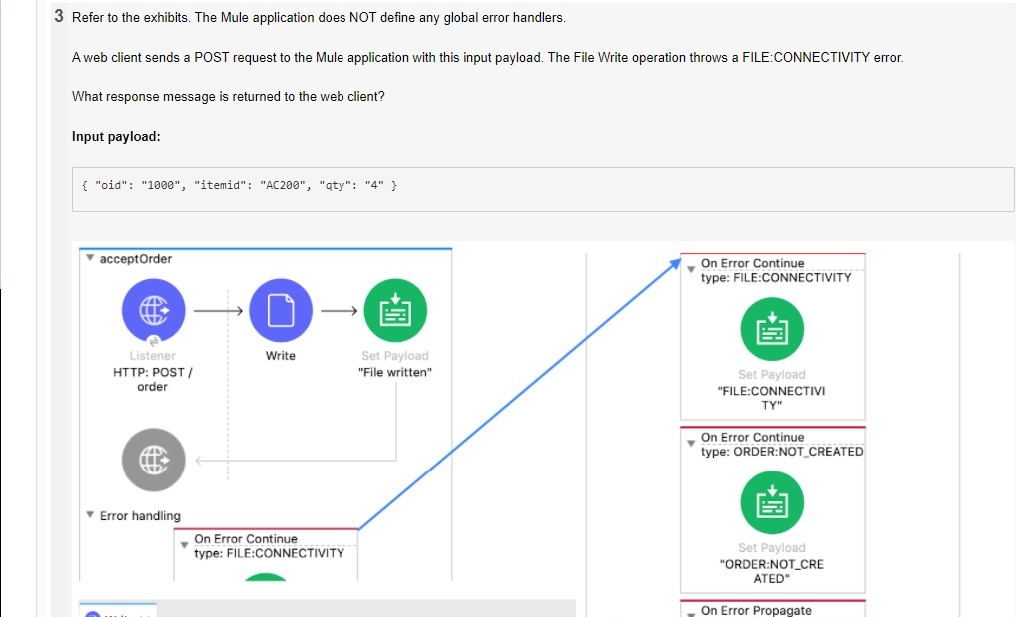 3 Refer to the exhibits. The Mule application does NOT define any global error handlers.
A web client sends a POST request to the Mule application with this input payload. The File Write operation throws a FILE:CONNECTIVITY error.
What response message is returned to the web client?
Input payload:
{ "oid": "1000", "itemid": "AC200", "qty": "4" }
acceptOrder
Listener
HTTP: POST /
order
Write
Set Payload
"File written"
Error handling
On Error Continue
type: FILE:CONNECTIVITY
On Error Continue
type: FILE:CONNECTIVITY
Set Payload
"FILE:CONNECTIVI
TY"
On Error Continue
type: ORDER:NOT_CREATED
Set Payload
"ORDER:NOT_CRE
ATED"
On Error Propagate